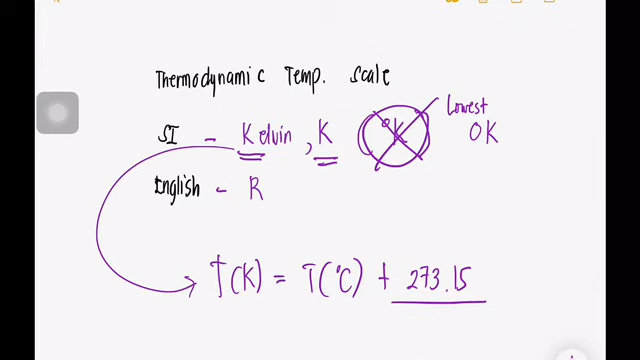 Thermodynamic Temp. Scale
SI - Kelvin, K °K Lowest 0K
English - R
T(K) = T(°C) + 273.15